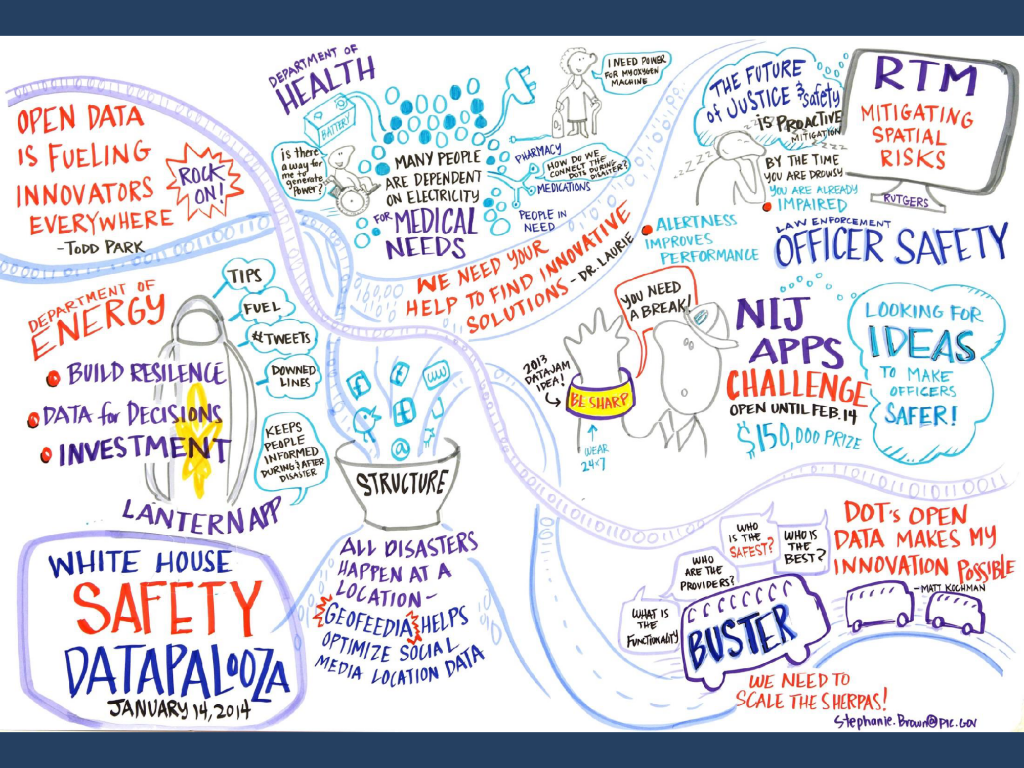 OPEN DATA
IS FUELING
INNOVATORS
EVERYWHERE
-TODD PARK
ROCK
ON!
DEPARTMENT OF
HEALTH
BATTERY
is there
a way for
me to
generate
Power?
MANY PEOPLE
ARE DEPENDENT
ON ELECTRICITY
FOR MEDICAL
NEEDS
I NEED POWER
FOR MY OXYGEN
MACHINE
PHARMACY
HOW DO WE
CONNECT THE
DOTS DURING
DISASTER?
MEDICATIONS
PEOPLE IN
NEED
WE NEED YOUR
HELP TO FIND INNOVATIVE
SOLUTIONS - DR. LAURIE
THE FUTURE
of JUSTICE & safety
is PROACTIVE
MITIGATION
ZZZZZ
ZZZ
BY THE TIME
YOU ARE DROWSY
YOU ARE ALREADY
IMPAIRED
ALERTNESS
IMPROVES
PERFORMANCE
RTM
MITIGATING
SPATIAL
RISKS
RUTGERS
LAW ENFORCEMENT
OFFICER SAFETY
DEPARTMENT OF
ENERGY
BUILD RESILENCE
DATA for DECISIONS
INVESTMENT
TIPS
FUEL
#TWEETS
DOWNED
LINES
KEEPS
PEOPLE
INFORMED
DURING & AFTER
DISASTER
LANTERN APP
f
t
www
t
@
STRUCTURE
ALL DISASTERS
HAPPEN AT A
LOCATION-
GEOFEEDIA HELPS
OPTIMIZE SOCIAL
MEDIA LOCATION DATA
YOU NEED
A BREAK!
2013
DATAJAM
IDEA!
BE SHARP
WEAR
24x7
NIJ
APPS
CHALLENGE
OPEN UNTIL FEB. 14
$150,000 PRIZE
LOOKING FOR
IDEAS
TO MAKE
OFFICERS
SAFER!
WHITE HOUSE
SAFETY
DATAPALOOZA
JANUARY 14, 2014
WHAT IS
THE
FUNCTIONALITY
WHO
ARE THE
PROVIDERS?
WHO
IS THE
SAFEST?
WHO IS
THE
BEST?
BUSTER
DOT'S OPEN
DATA MAKES MY
INNOVATION POSSIBLE
-MATT KOCHMAN
WE NEED TO
SCALE THE SHERPAS!
Stephanie.Brown@pic.gov